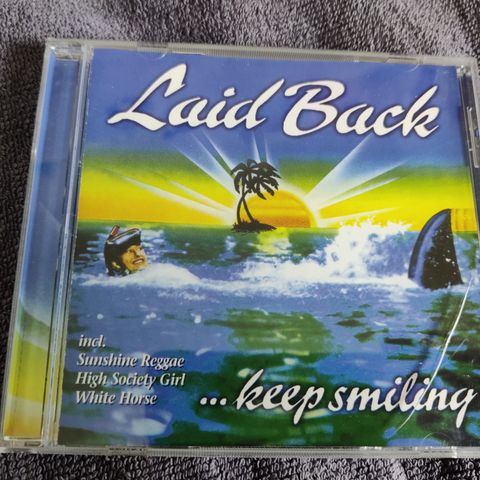 Laid Back
incl.
Sunshine Reggae
High Society Girl
White Horse
...keep smiling